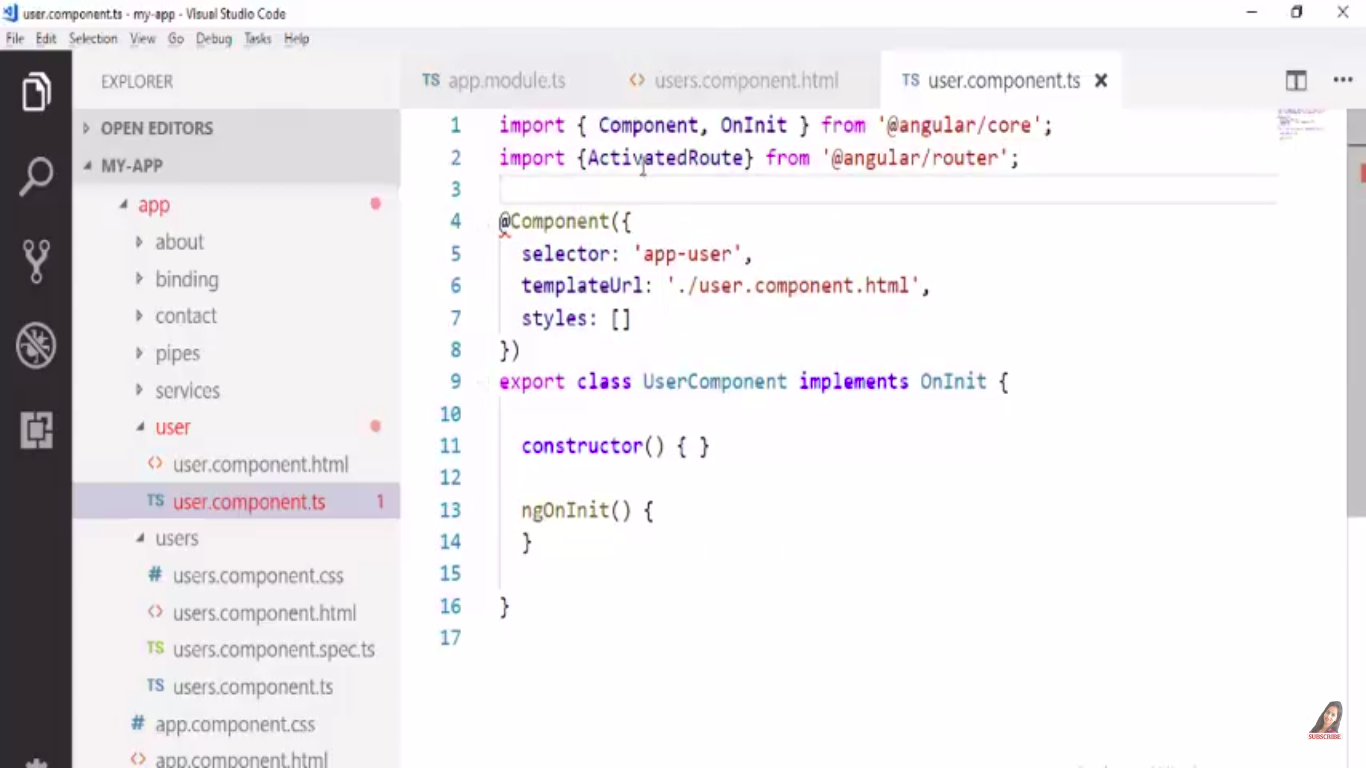 user.component.ts - my-app - Visual Studio Code
File Edit Selection View Go Debug Tasks Help
EXPLORER
OPEN EDITORS
MY-APP
app
about
binding
contact
pipes
services
user
user.component.html
TS user.component.ts 1
users
# users.component.css
users.component.html
TS users.component.spec.ts
TS users.component.ts
# app.component.css
app.component.html
TS app.module.ts
users.component.html
TS user.component.ts
1 import { Component, OnInit } from '@angular/core';
2 import {ActivatedRoute} from '@angular/router';
3
4 @Component({
5 selector: 'app-user',
6 templateUrl: './user.component.html',
7 styles: []
8 })
9 export class UserComponent implements OnInit {
10
11 constructor() { }
12
13 ngOnInit() {
14 }
15
16 }
17
SUBSCRIBE